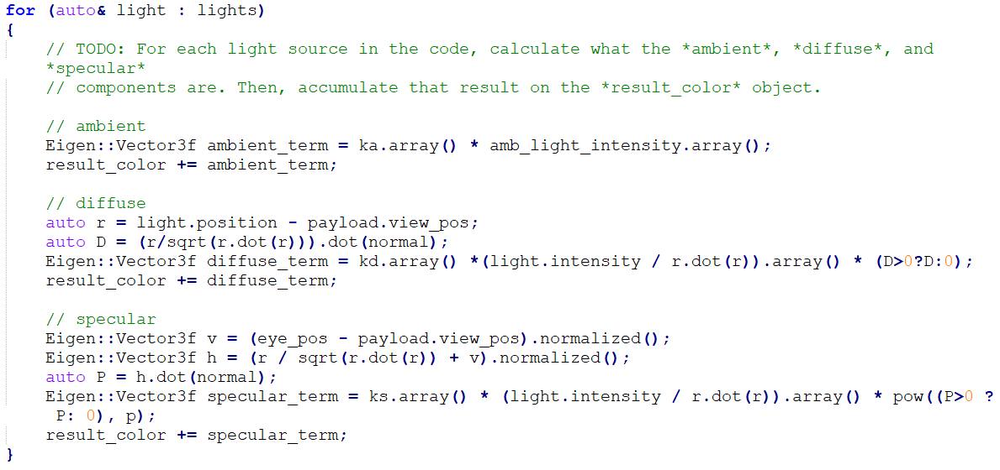 for (auto& light : lights)
{
    // TODO: For each light source in the code, calculate what the *ambient*, *diffuse*, and
    *specular*
    // components are. Then, accumulate that result on the *result_color* object.

    // ambient
    Eigen::Vector3f ambient_term = ka.array() * amb_light_intensity.array();
    result_color += ambient_term;

    // diffuse
    auto r = light.position - payload.view_pos;
    auto D = (r/sqrt(r.dot(r))).dot(normal);
    Eigen::Vector3f diffuse_term = kd.array() *(light.intensity / r.dot(r)).array() * (D>0?D:0);
    result_color += diffuse_term;

    // specular
    Eigen::Vector3f v = (eye_pos - payload.view_pos).normalized();
    Eigen::Vector3f h = (r / sqrt(r.dot(r)) + v).normalized();
    auto P = h.dot(normal);
    Eigen::Vector3f specular_term = ks.array() * (light.intensity / r.dot(r)).array() * pow((P>0 ?
     P: 0), p);
    result_color += specular_term;
}